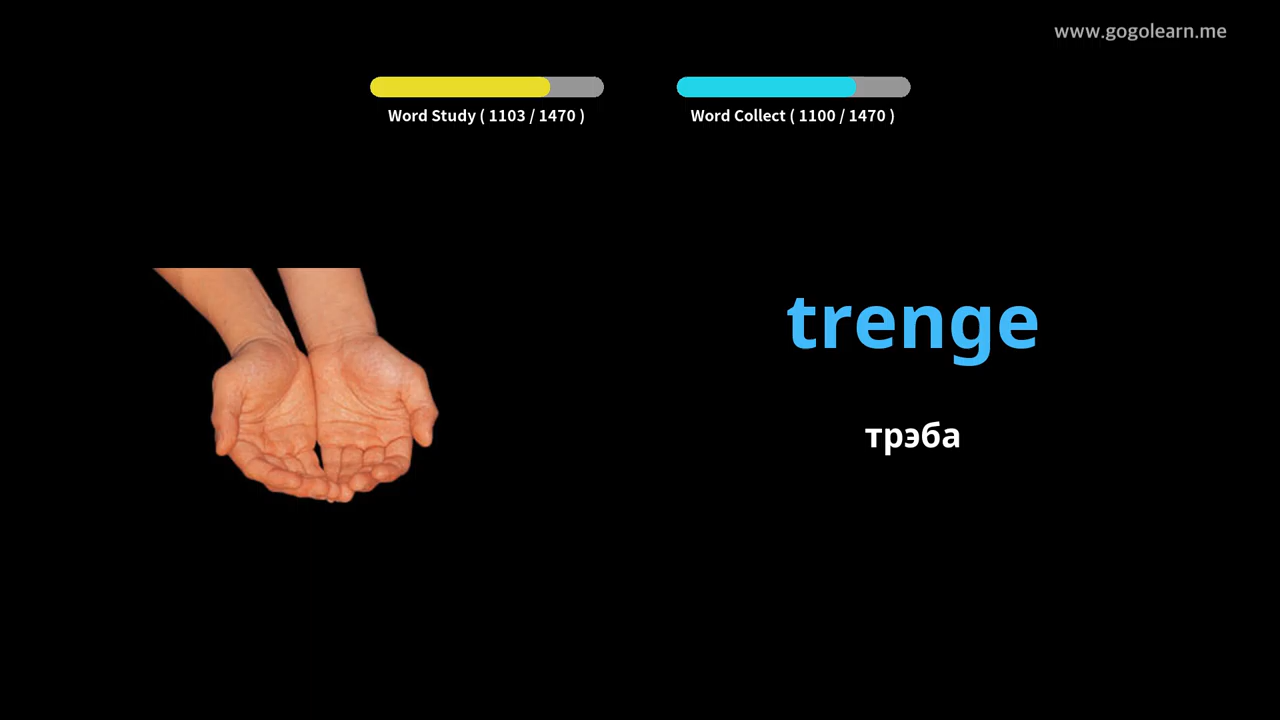 www.gogolearn.me
Word Study ( 1103 / 1470 )
Word Collect ( 1100 / 1470 )
trenge
трэба